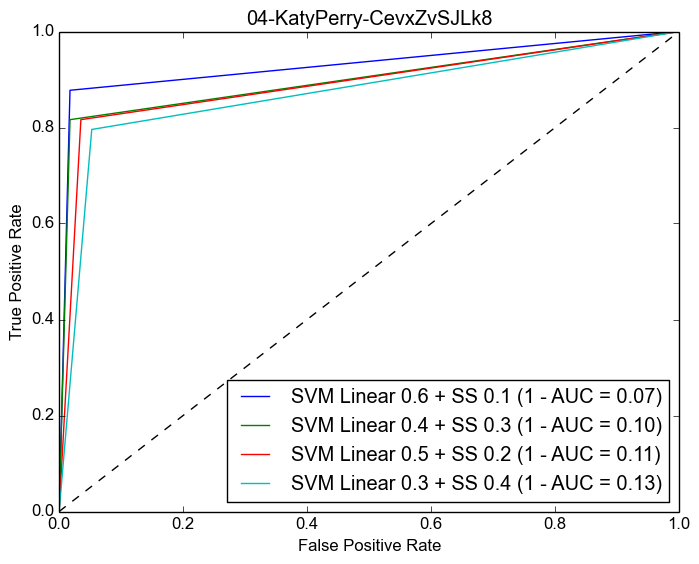 04-KatyPerry-CevxZvSJLk8
True Positive Rate
1.0
0.8
0.6
0.4
0.2
0.0
0.0 0.2 0.4 0.6 0.8 1.0
False Positive Rate
SVM Linear 0.6 + SS 0.1 (1 - AUC = 0.07)
SVM Linear 0.4 + SS 0.3 (1 - AUC = 0.10)
SVM Linear 0.5 + SS 0.2 (1 - AUC = 0.11)
SVM Linear 0.3 + SS 0.4 (1 - AUC = 0.13)